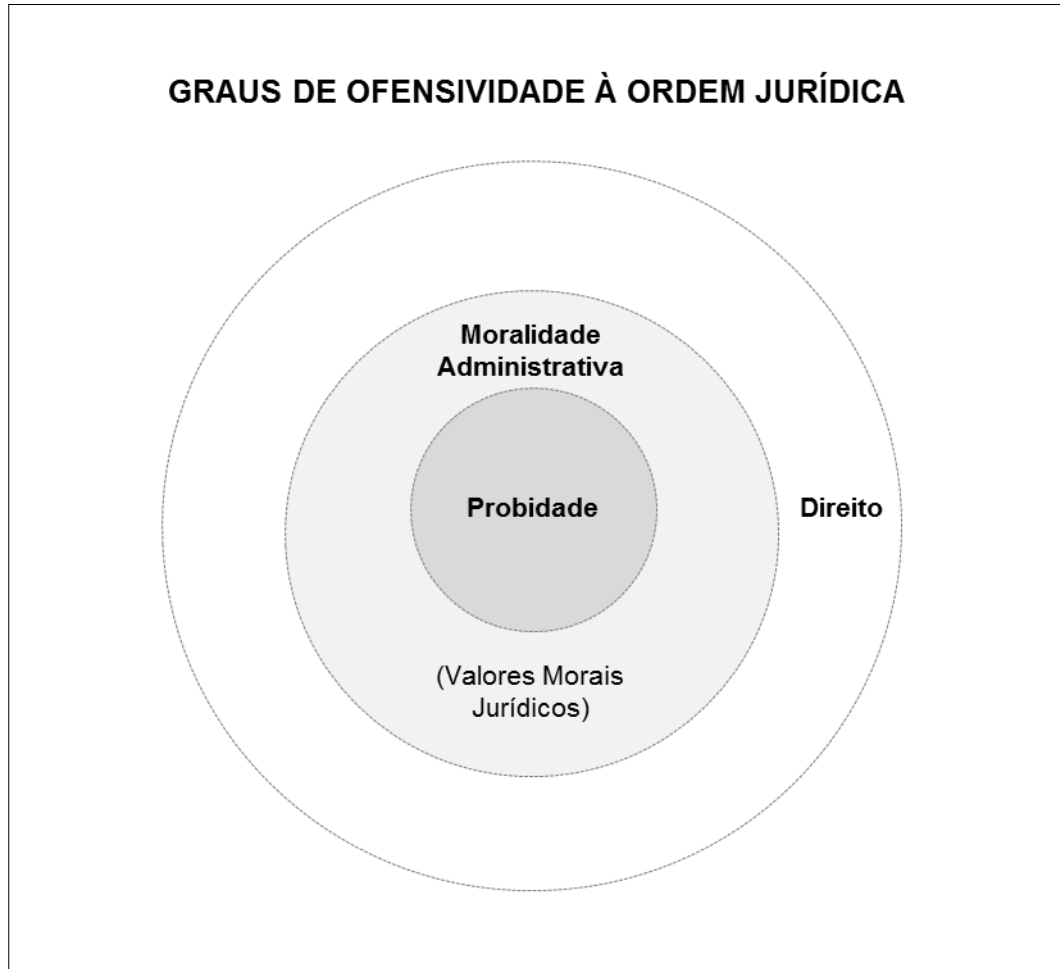 GRAUS DE OFENSIVIDADE À ORDEM JURÍDICA
Moralidade
Administrativa
Probidade
Direito
(Valores Morais
Jurídicos)